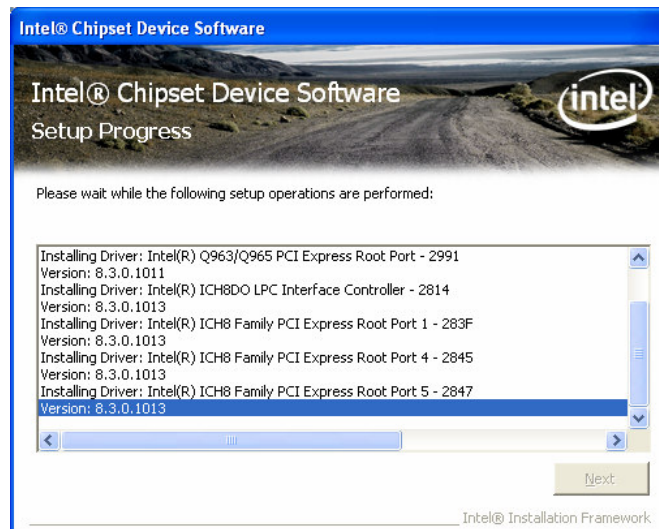 Intel® Chipset Device Software
Intel® Chipset Device Software
intel
Setup Progress
Please wait while the following setup operations are performed:
Installing Driver: Intel(R) Q963/Q965 PCI Express Root Port - 2991
Version: 8.3.0.1011
Installing Driver: Intel(R) ICH8DO LPC Interface Controller - 2814
Version: 8.3.0.1013
Installing Driver: Intel(R) ICH8 Family PCI Express Root Port 1 - 283F
Version: 8.3.0.1013
Installing Driver: Intel(R) ICH8 Family PCI Express Root Port 4 - 2845
Version: 8.3.0.1013
Installing Driver: Intel(R) ICH8 Family PCI Express Root Port 5 - 2847
Version: 8.3.0.1013
Next
Intel® Installation Framework